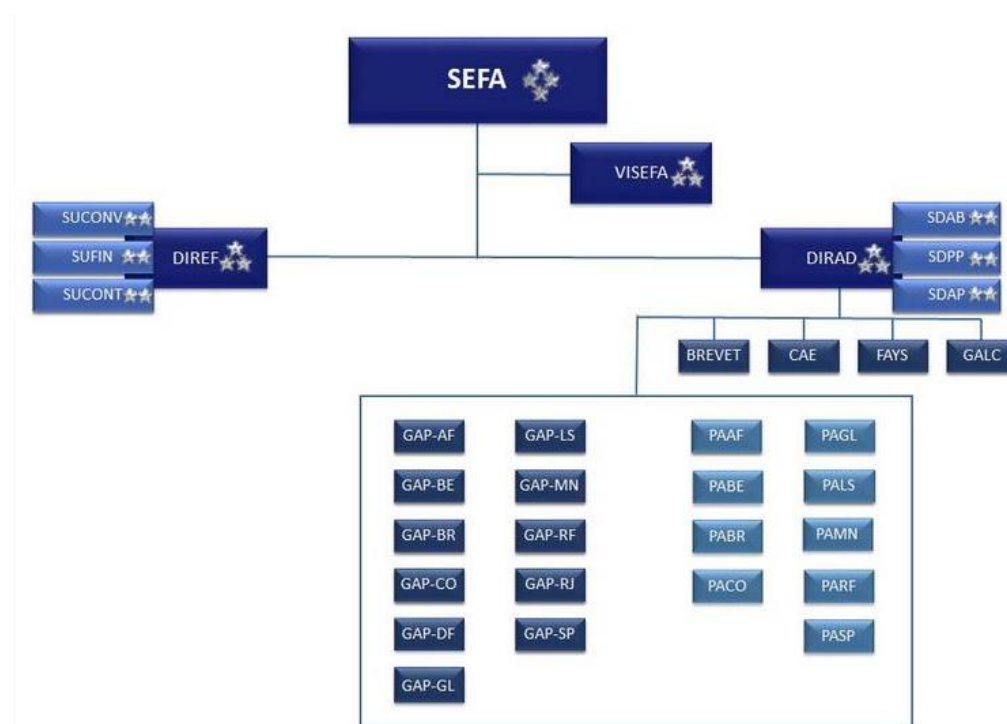 SEFA
VISEFA
SUCONV
SUFIN
SUCONT
DIREF
DIRAD
SDAB
SDPP
SDAP
BREVET
CAE
FAYS
GALC
GAP-AF
GAP-BE
GAP-BR
GAP-CO
GAP-DF
GAP-GL
GAP-LS
GAP-MN
GAP-RF
GAP-RJ
GAP-SP
PAAF
PABE
PABR
PACO
PAGL
PALS
PAMN
PARF
PASP